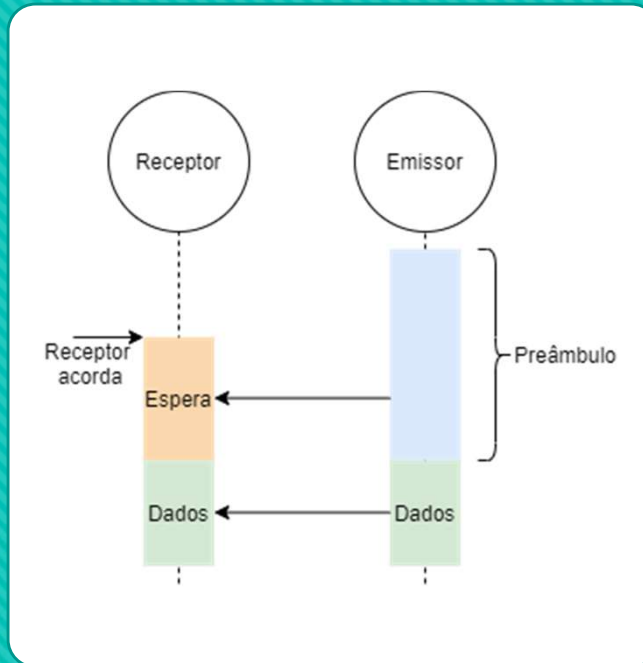 Receptor
Emissor
Receptor
acorda
Preâmbulo
Espera
Dados
Dados